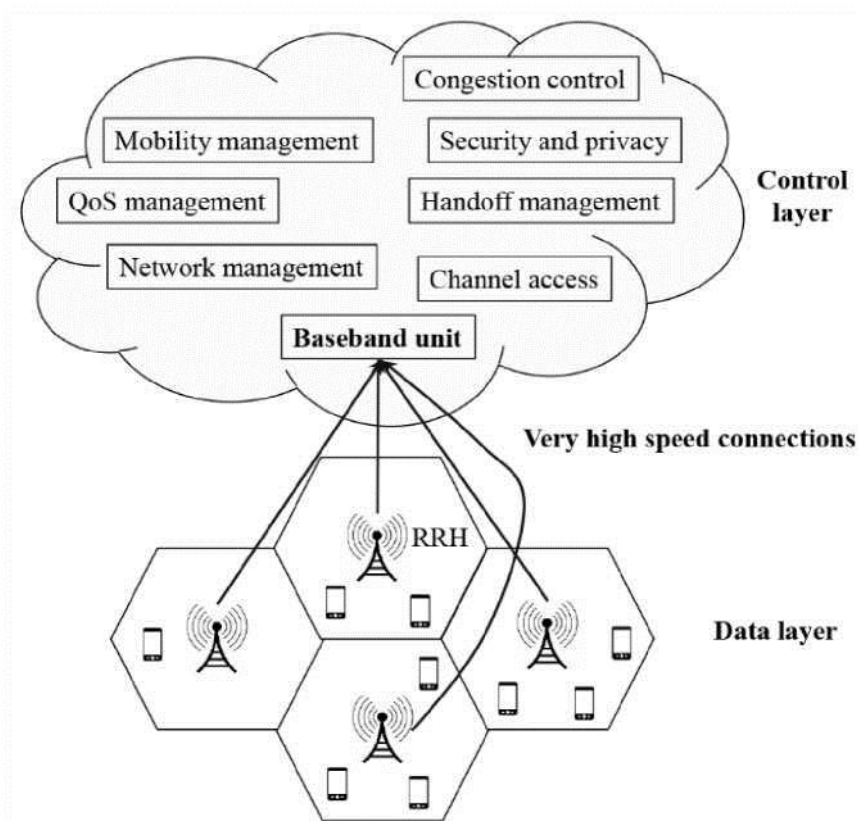 Congestion control
Mobility management
Security and privacy
QoS management
Handoff management
Control
layer
Network management
Channel access
Baseband unit
Very high speed connections
RRH
Data layer